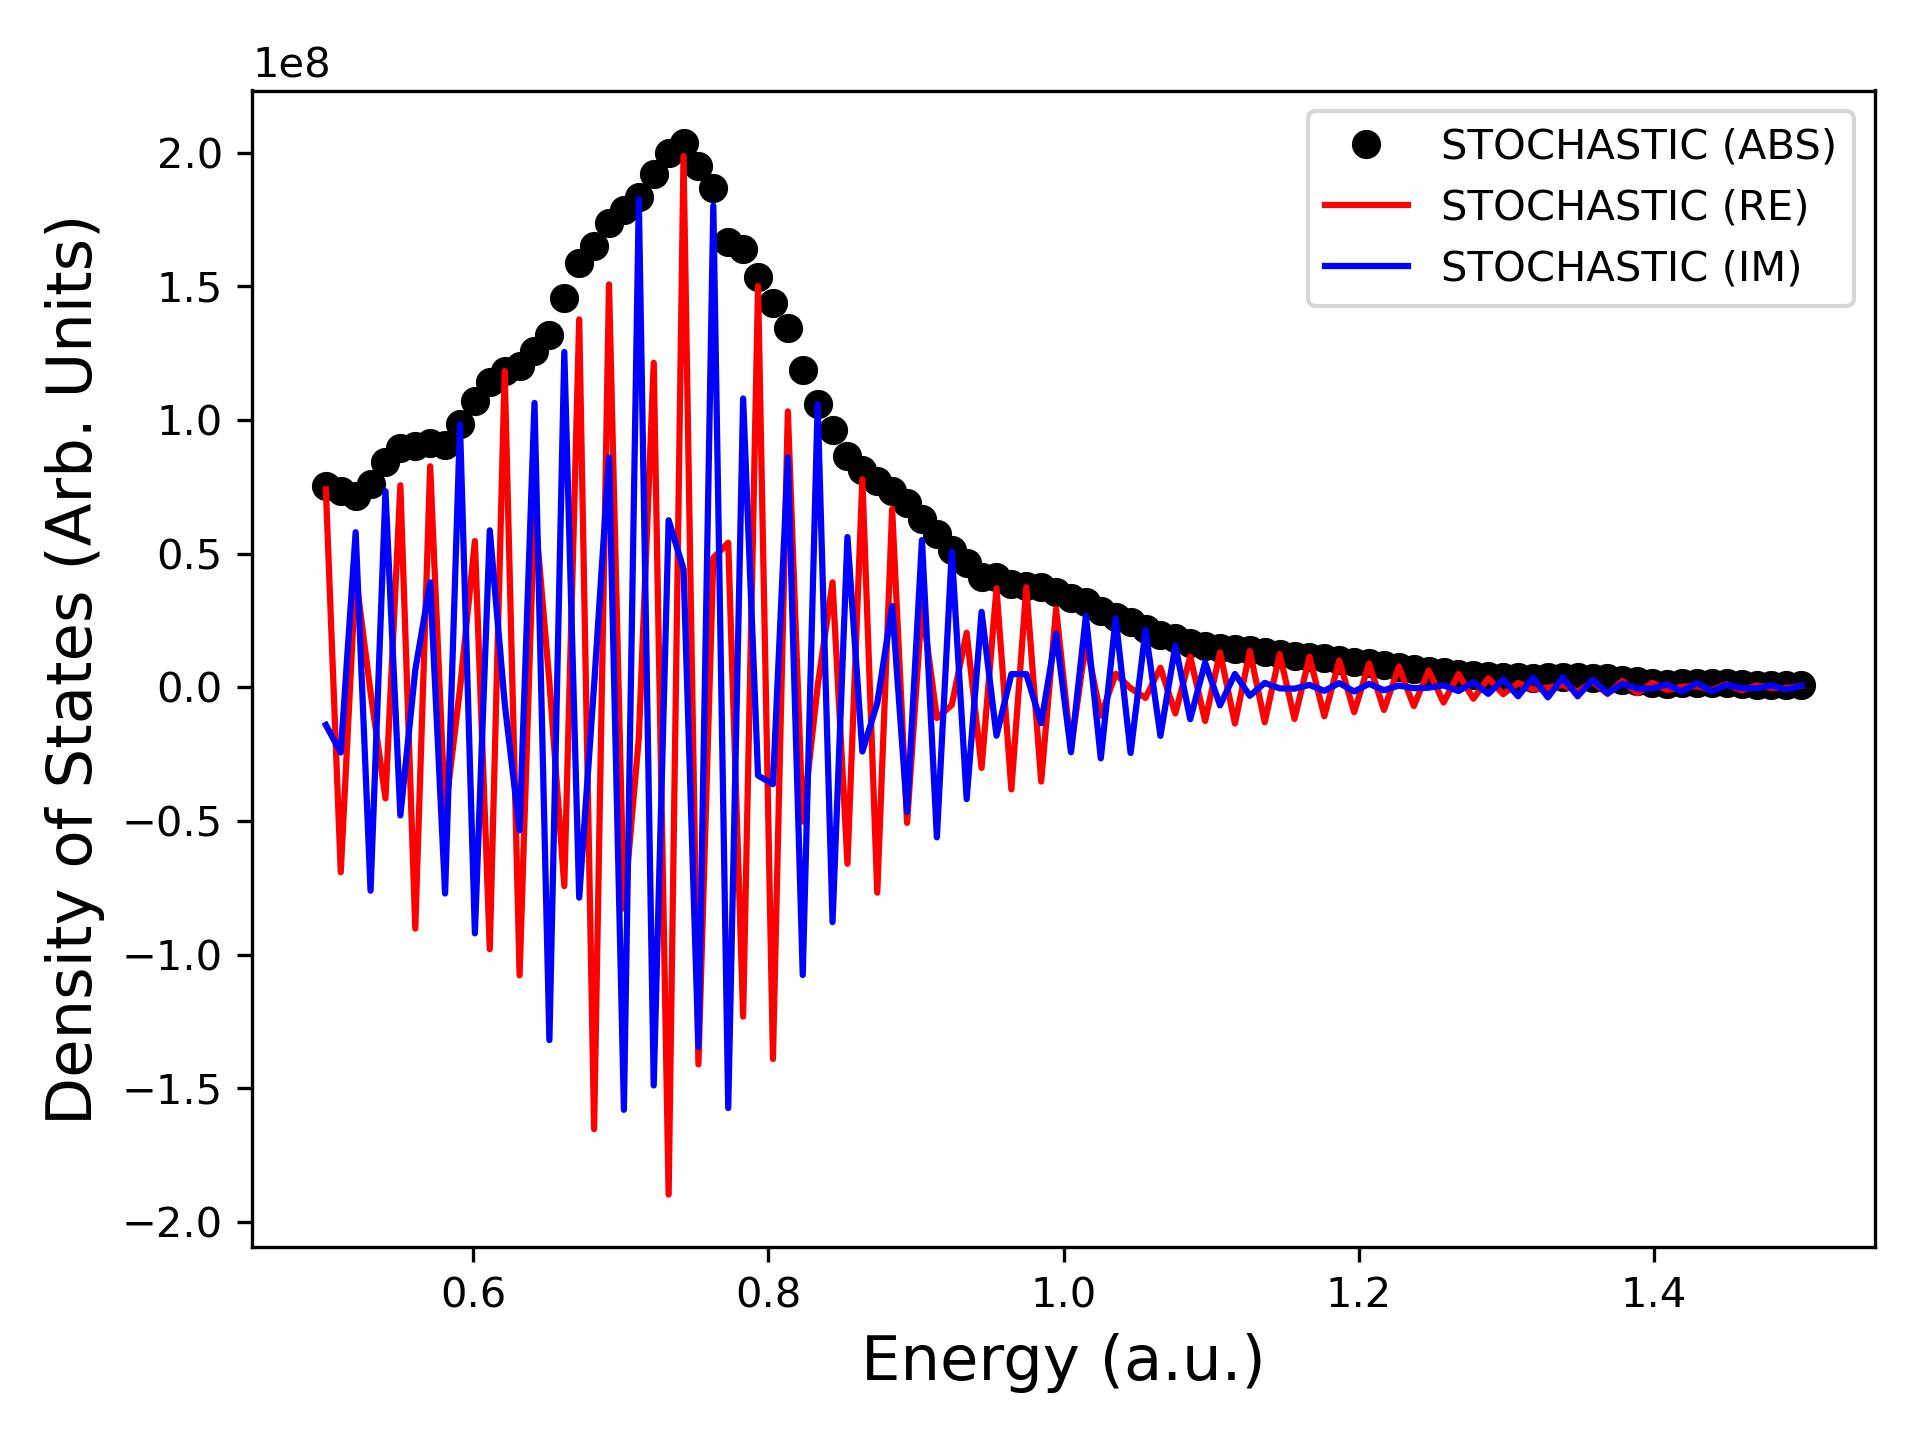 1e8
2.0
1.5
1.0
0.5
0.0
−0.5
−1.0
−1.5
−2.0
Density of States (Arb. Units)
STOCHASTIC (ABS)
STOCHASTIC (RE)
STOCHASTIC (IM)
0.6 0.8 1.0 1.2 1.4
Energy (a.u.)